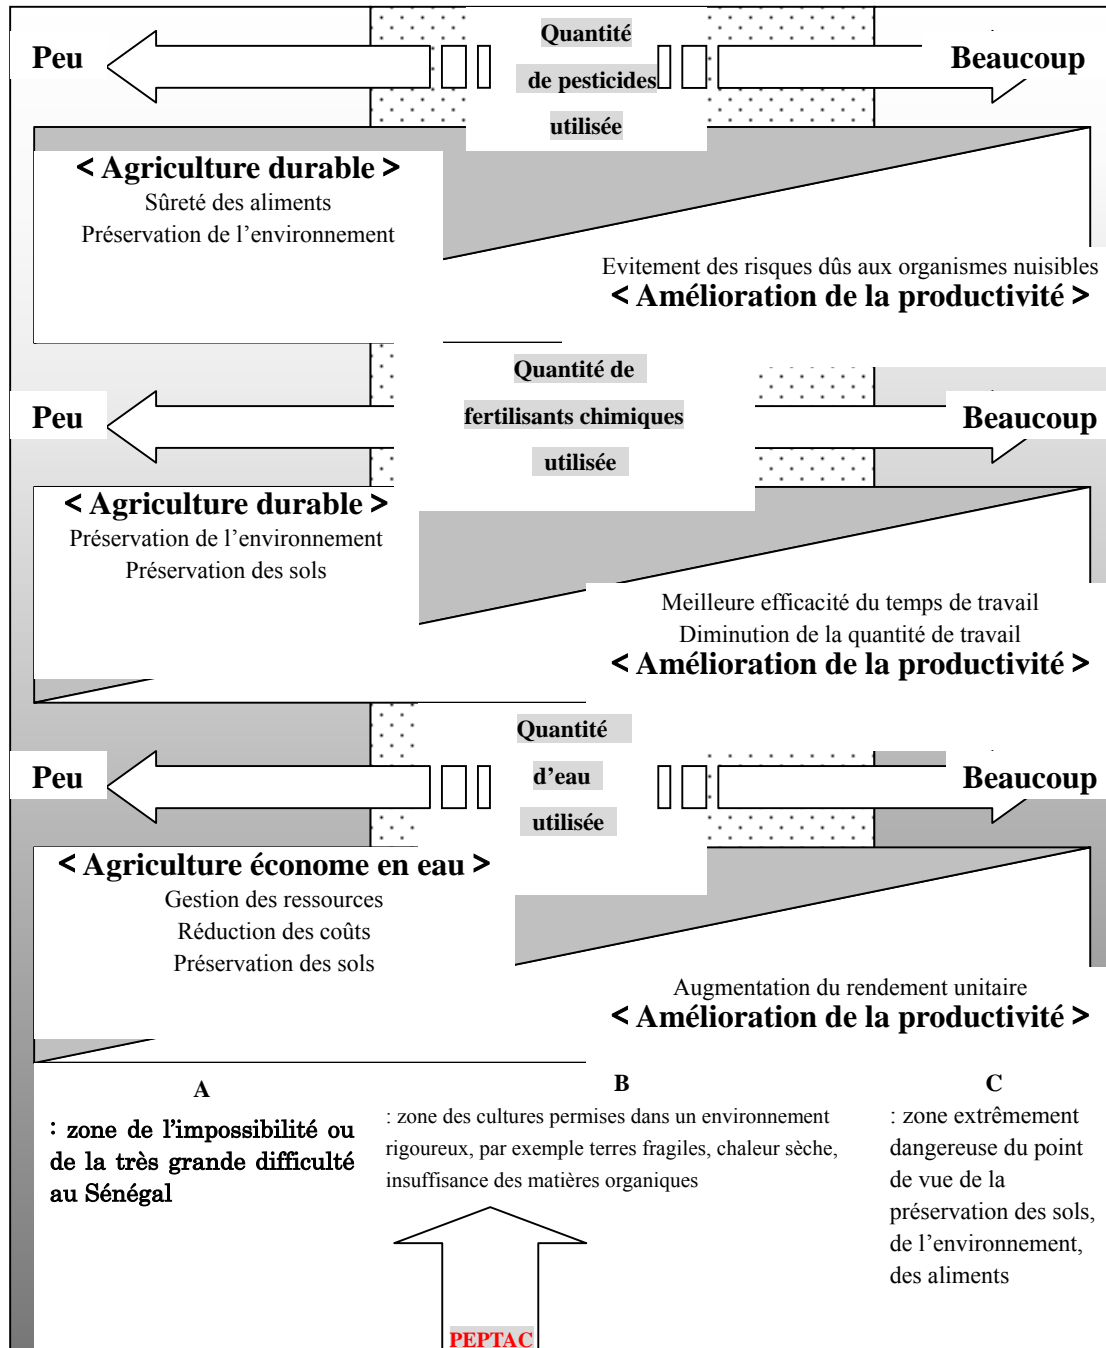 Quantité
Peu
de pesticides
Beaucoup
utilisée
< Agriculture durable >
Sûreté des aliments
Préservation de l’environnement
Evitement des risques dûs aux organismes nuisibles
< Amélioration de la productivité >
Quantité de
Peu
fertilisants chimiques
Beaucoup
utilisée
< Agriculture durable >
Préservation de l’environnement
Préservation des sols
Meilleure efficacité du temps de travail
Diminution de la quantité de travail
< Amélioration de la productivité >
Quantité
Peu
d’eau
Beaucoup
utilisée
< Agriculture économe en eau >
Gestion des ressources
Réduction des coûts
Préservation des sols
Augmentation du rendement unitaire
< Amélioration de la productivité >
A
: zone de l’impossibilité ou
de la très grande difficulté
au Sénégal
B
: zone des cultures permises dans un environnement
rigoureux, par exemple terres fragiles, chaleur sèche,
insuffisance des matières organiques
C
: zone extrêmement
dangereuse du point
de vue de la
préservation des sols,
de l’environnement,
des aliments
PEPTAC